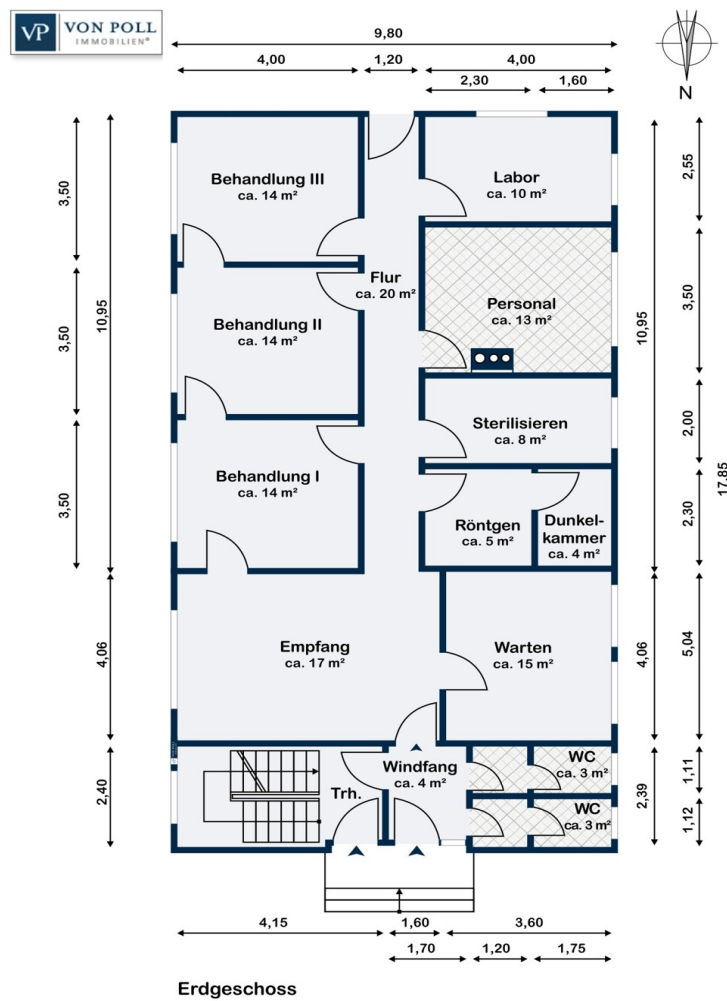 VP VON POLL
IMMOBILIEN®
9,80
4,00 1,20 4,00
2,30 1,60
N
Behandlung III
ca. 14 m²
Labor
ca. 10 m²
3,50
2,55
Flur
ca. 20 m²
Personal
ca. 13 m²
3,50
10,95
Behandlung II
ca. 14 m²
3,50
10,95
Sterilisieren
ca. 8 m²
2,00
Behandlung I
ca. 14 m²
3,50
17,85
Röntgen
ca. 5 m²
Dunkel-
kammer
ca. 4 m²
2,30
Empfang
ca. 17 m²
Warten
ca. 15 m²
4,06
4,06
5,04
Windfang
ca. 4 m²
WC
ca. 3 m²
1,11
Trh.
2,40
2,39
WC
ca. 3 m²
1,12
4,15 1,60 3,60
1,70 1,20 1,75
Erdgeschoss